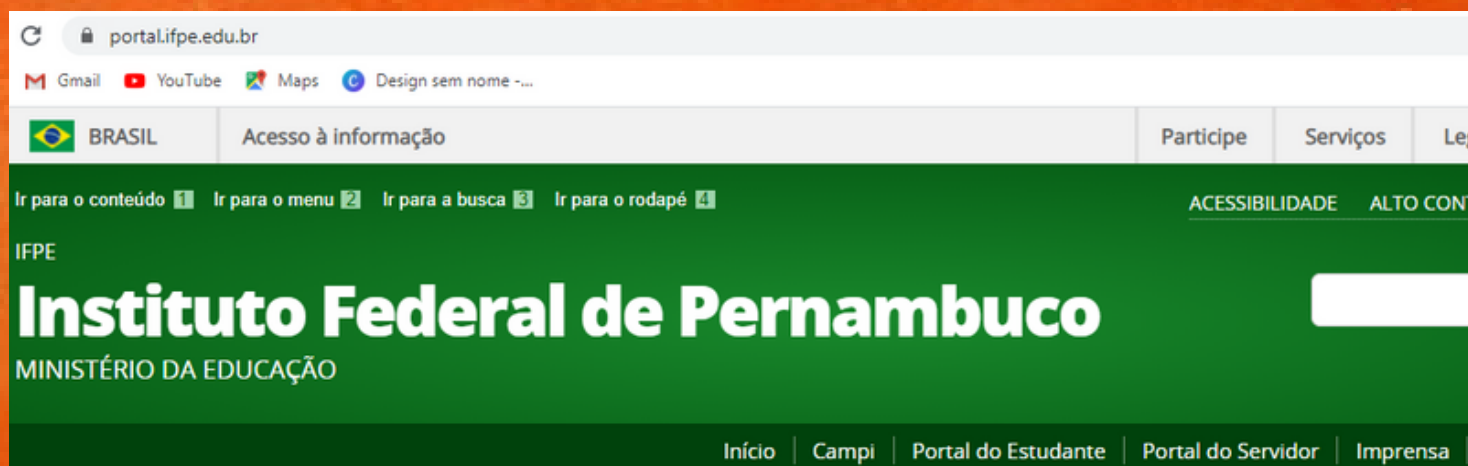 portal.ifpe.edu.br
Gmail YouTube Maps Design sem nome -...
BRASIL Acesso à informação Participe Serviços
Ir para o conteúdo 1 Ir para o menu 2 Ir para a busca 3 Ir para o rodapé 4 ACESSIBILIDADE ALTO
IFPE
Instituto Federal de Pernambuco
MINISTÉRIO DA EDUCAÇÃO
Início Campi Portal do Estudante Portal do Servidor Imprensa